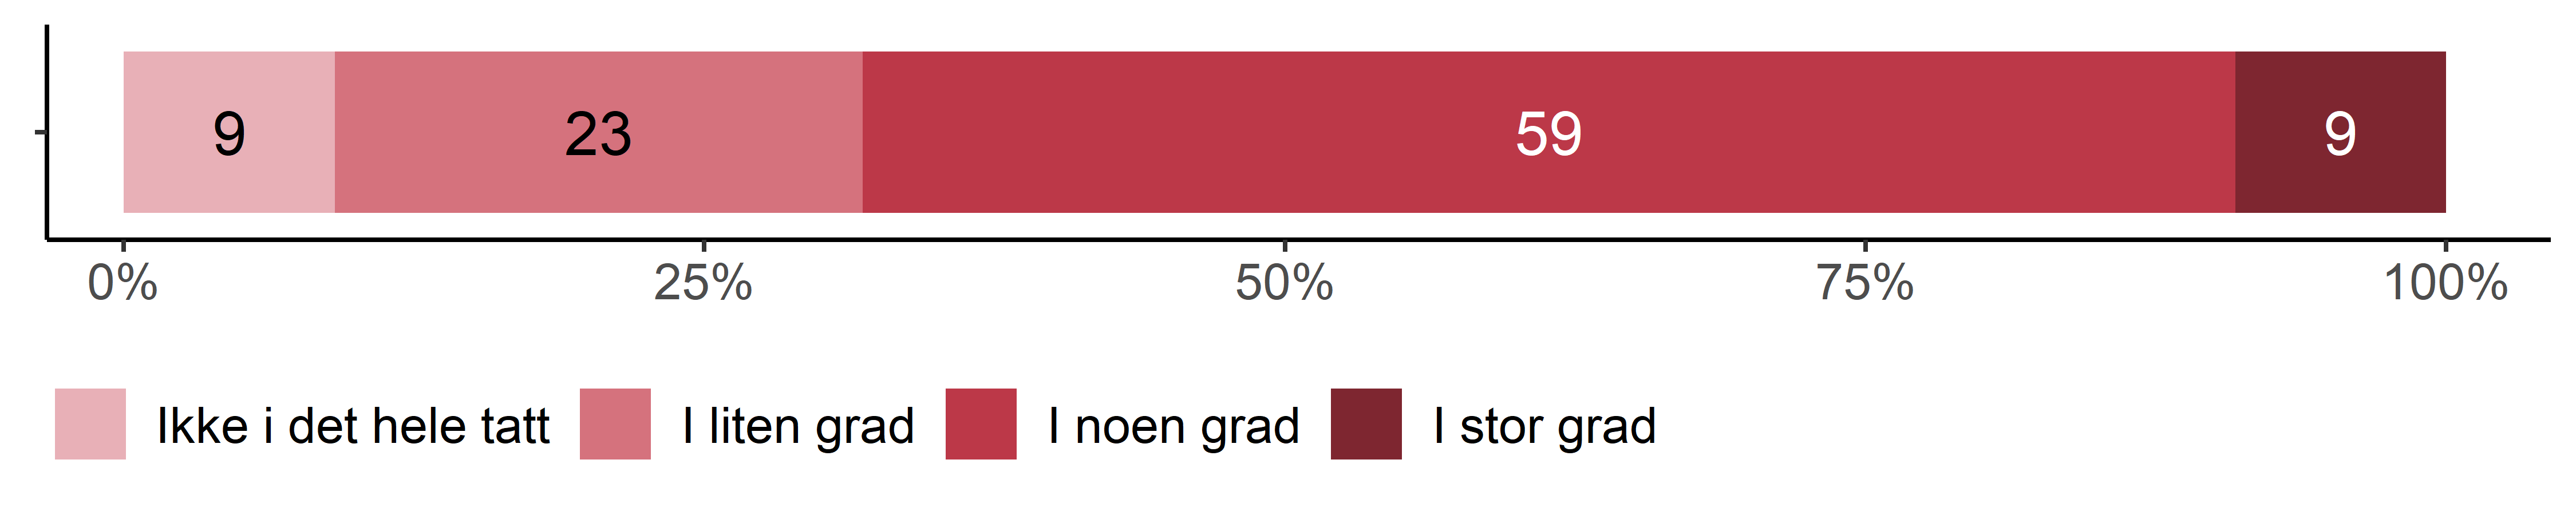 9 23 59 9
0% 25% 50% 75% 100%
Ikke i det hele tatt I liten grad I noen grad I stor grad